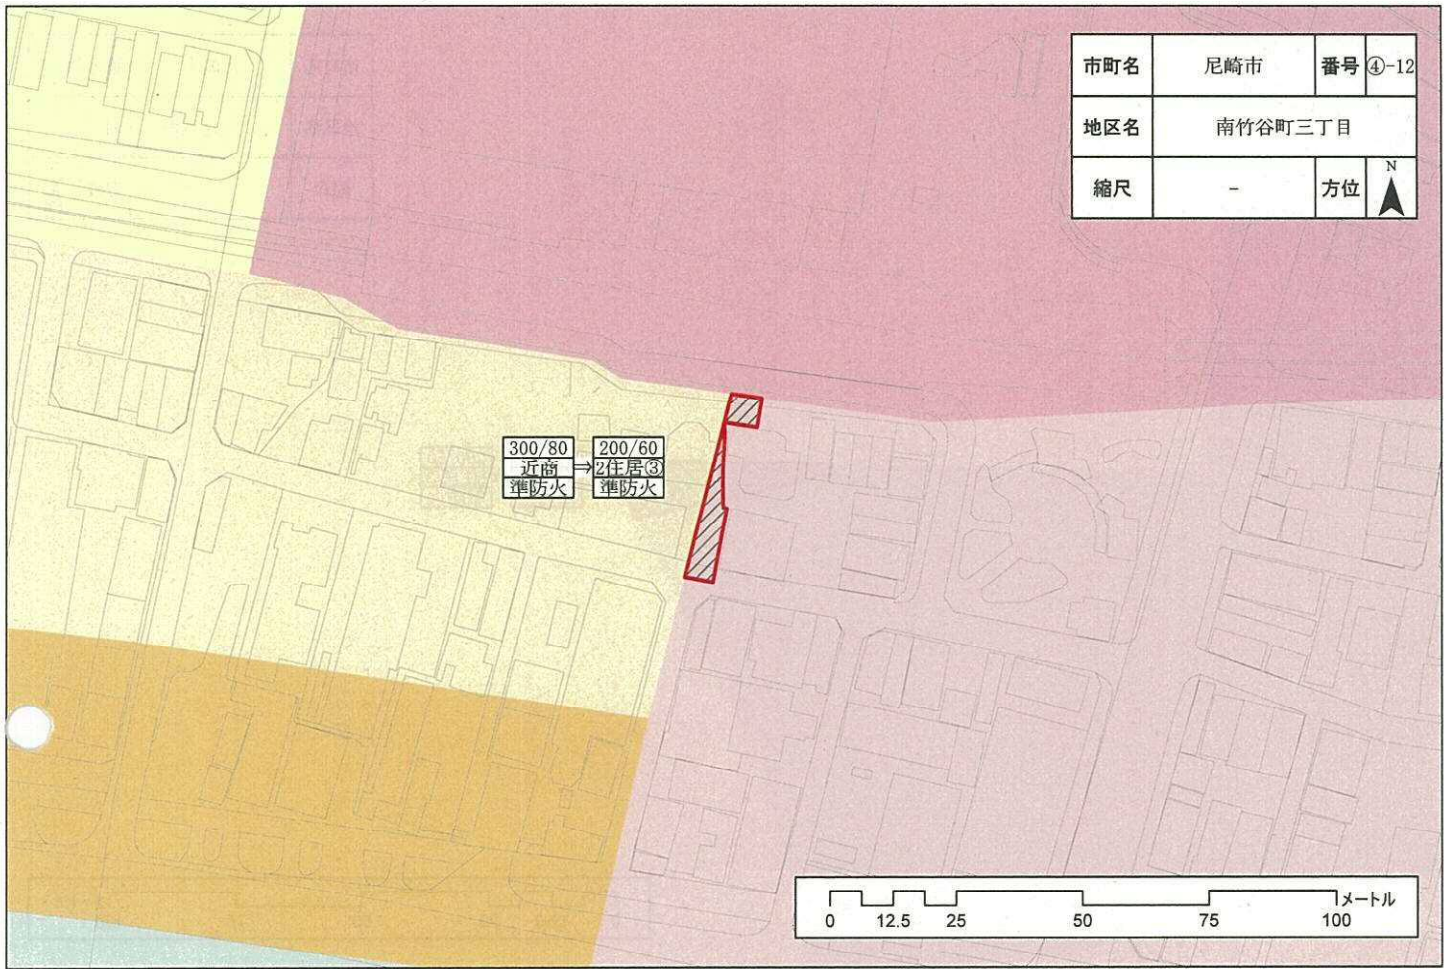 市町名 尼崎市 番号 ④-12
地区名 南竹谷町三丁目
縮尺 - 方位 N
300/80 200/60
近商 ⇒ 2住居③
準防火 準防火
メートル
0 12.5 25 50 75 100